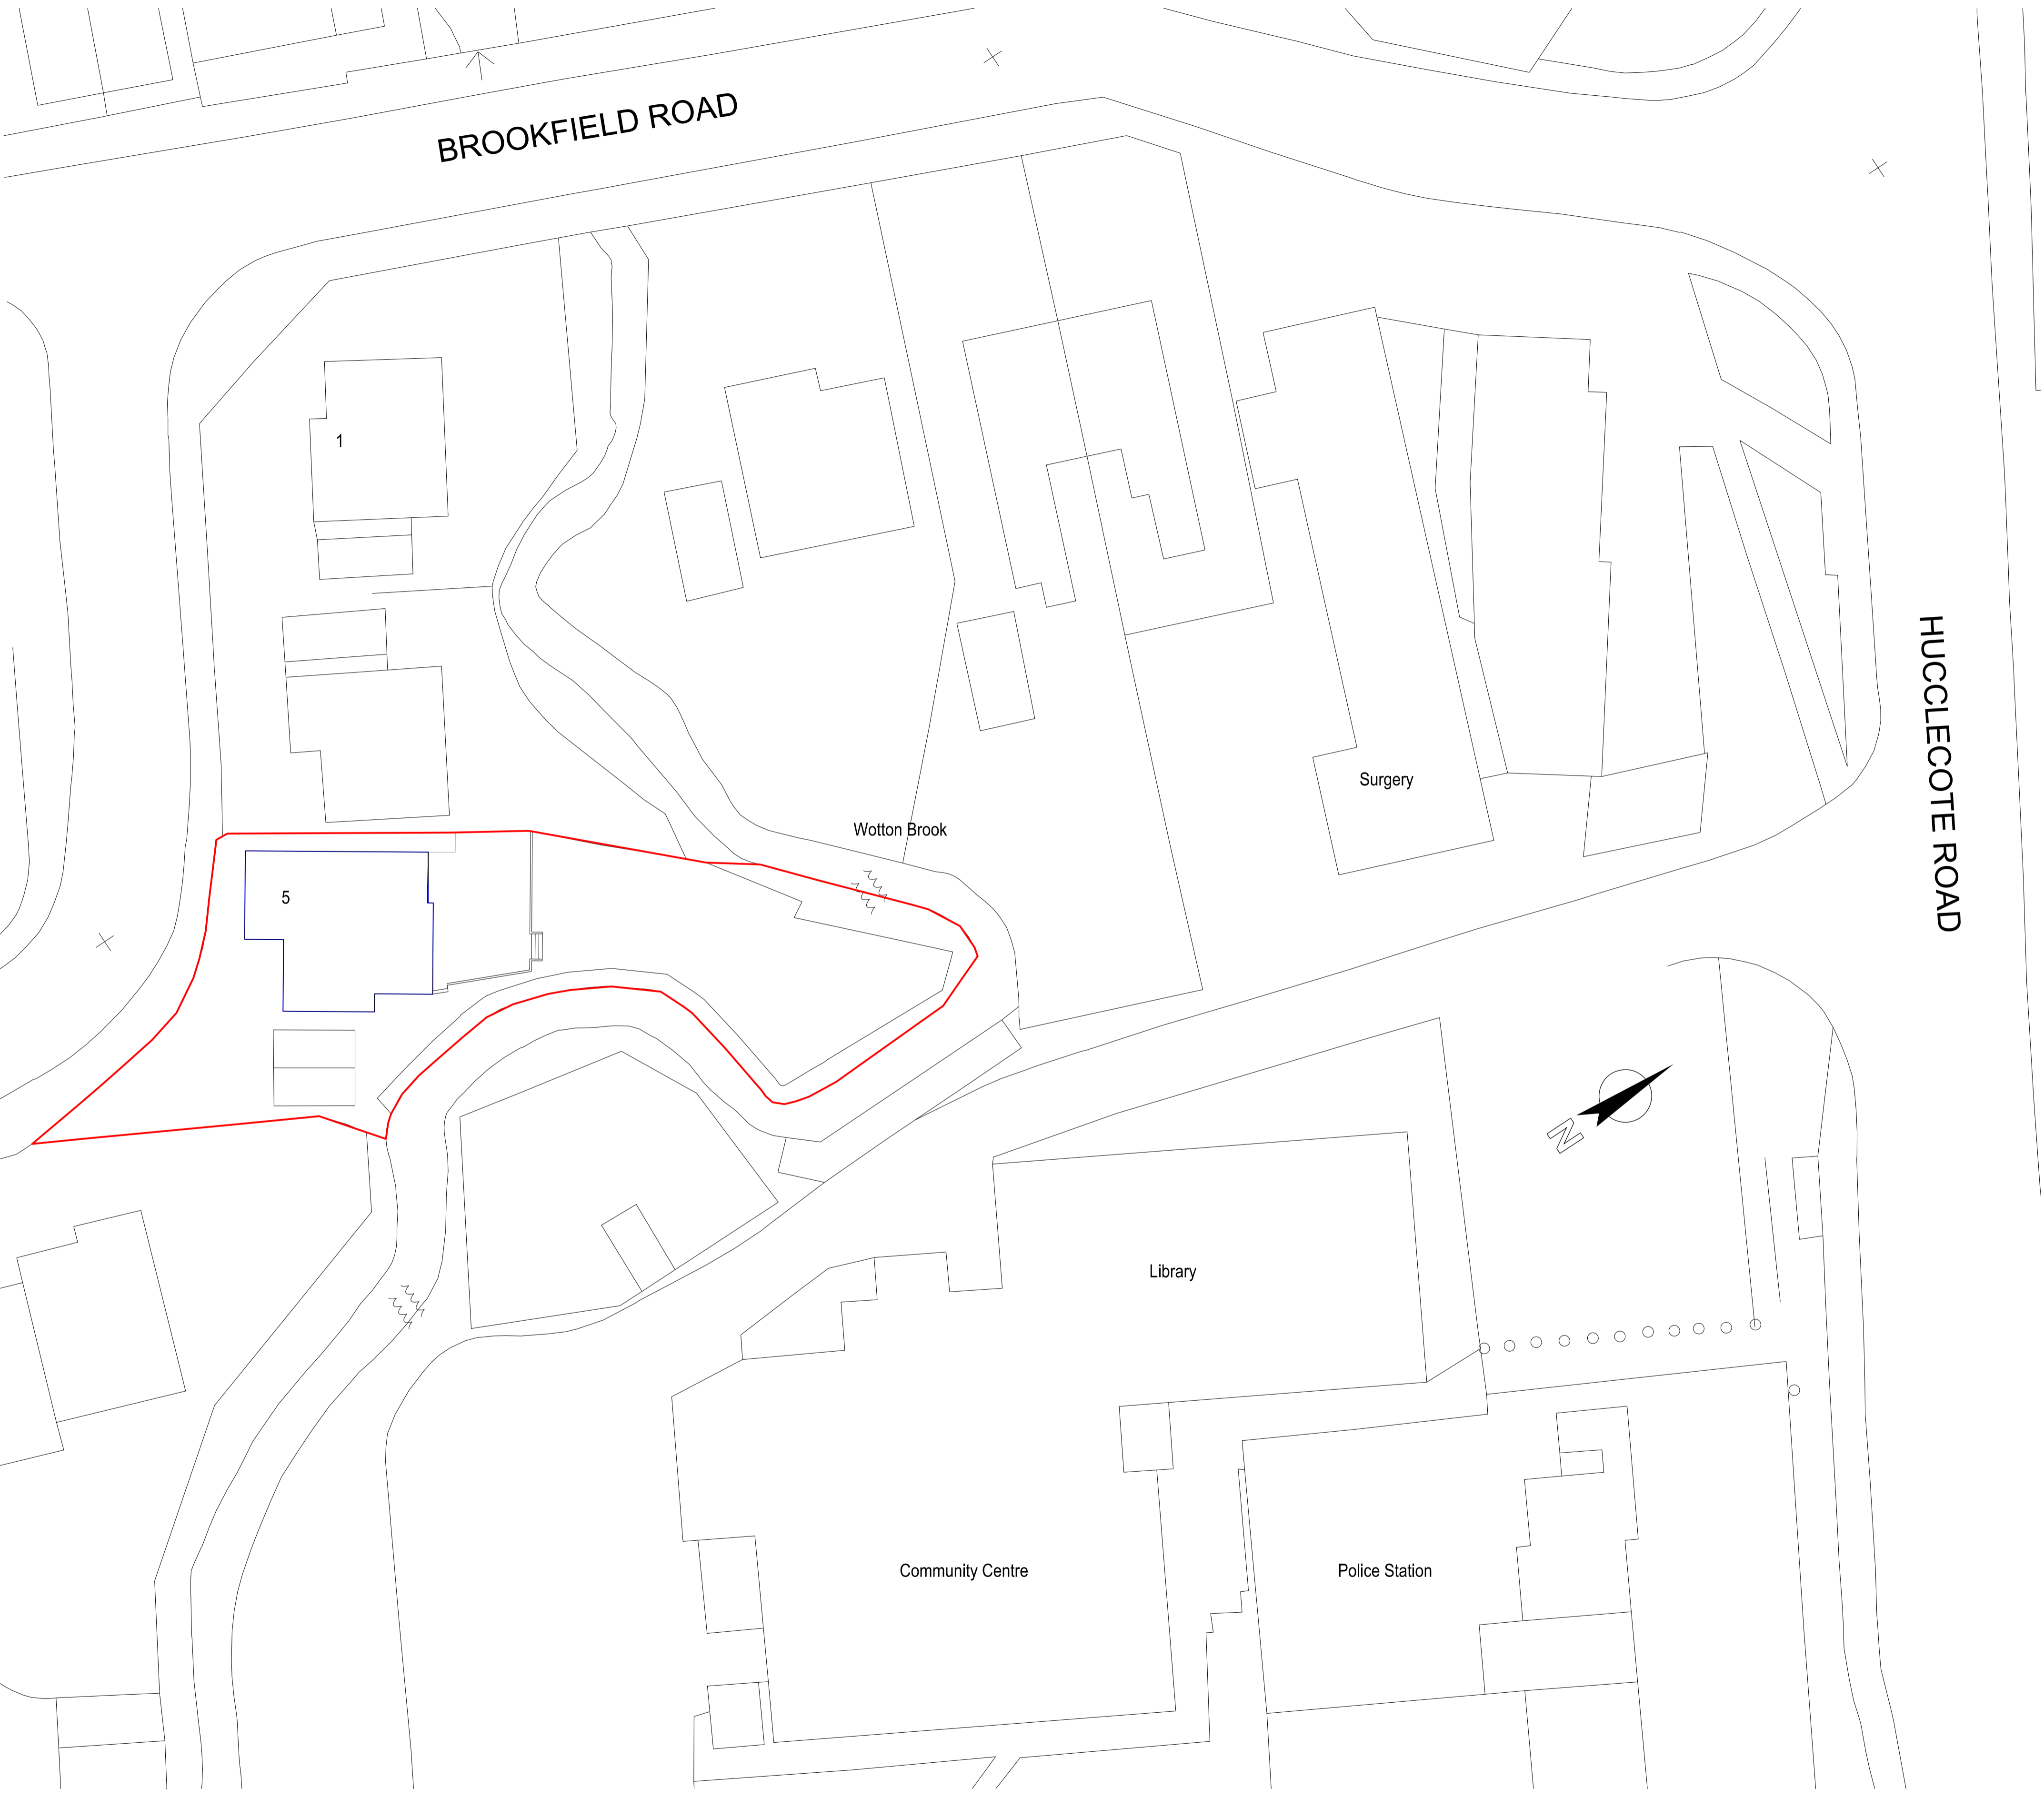 BROOKFIELD ROAD
1
HUCCLECOTE ROAD
Surgery
Wotton Brook
5
N
Library
Community Centre
Police Station